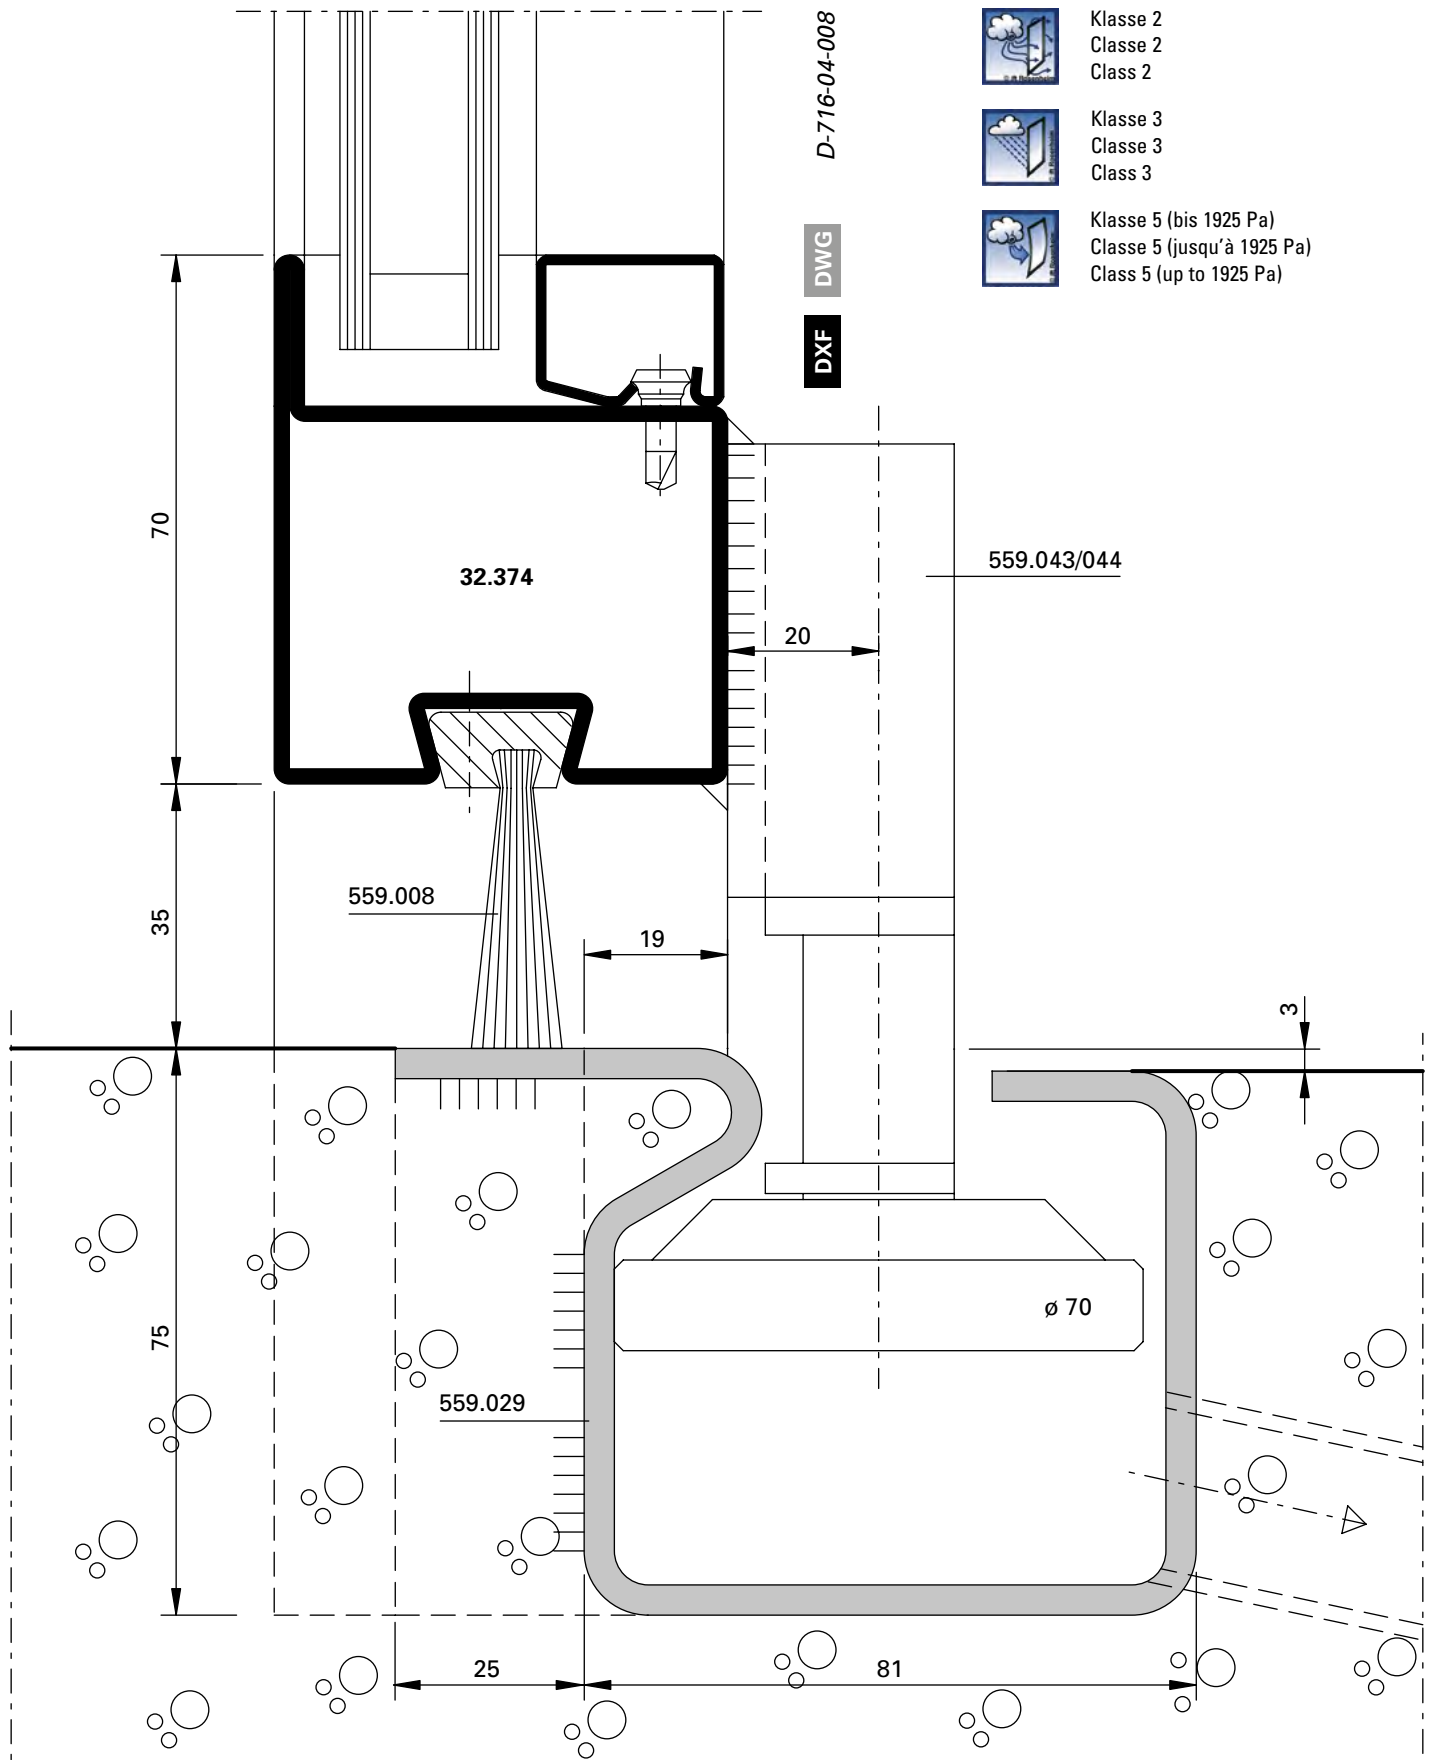 D-716-04-008
Klasse 2
Classe 2
Class 2
Klasse 3
Classe 3
Class 3
Klasse 5 (bis 1925 Pa)
Classe 5 (jusqu'à 1925 Pa)
Class 5 (up to 1925 Pa)
DWG
DXF
70
32.374
559.043/044
20
559.008
35
19
3
ø 70
75
559.029
25
81